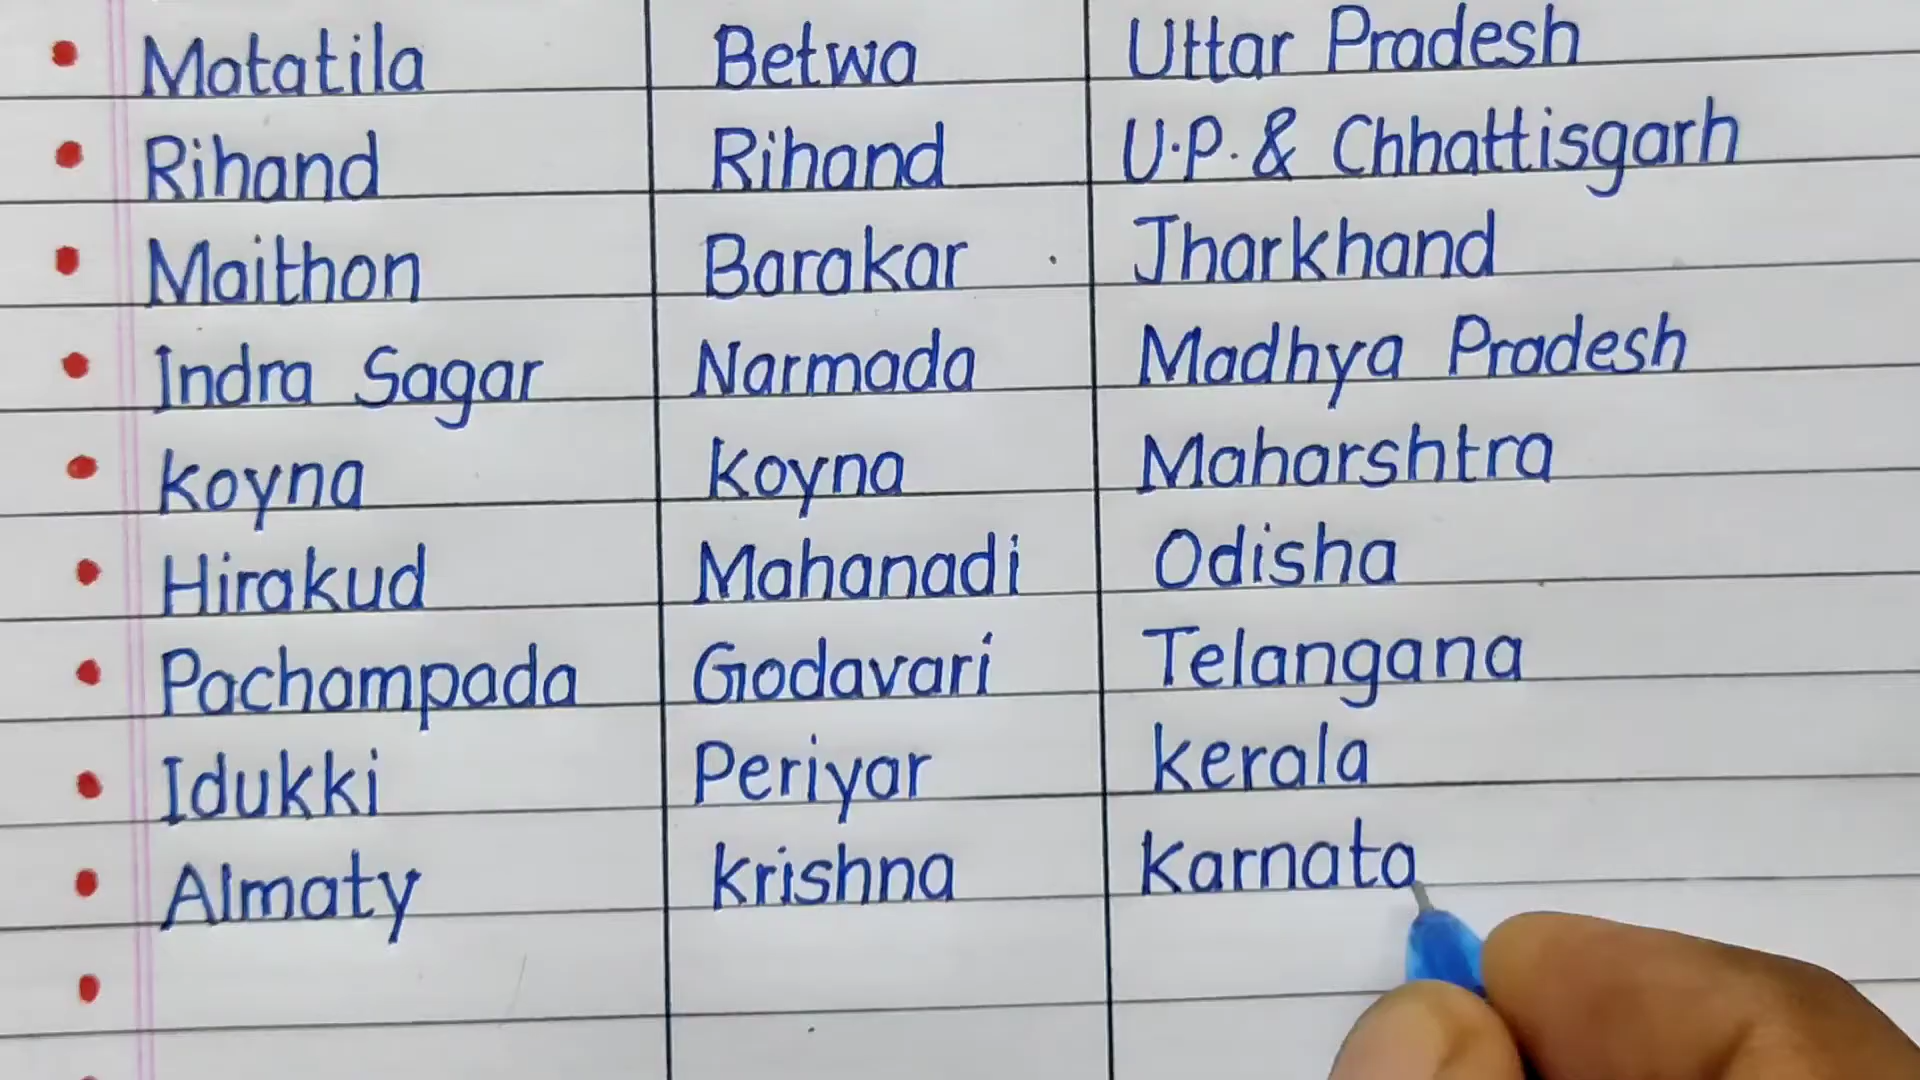 Matatila Betwa Uttar Pradesh
Rihand Rihand U.P. & Chhattisgarh
Maithon Barakar Jharkhand
Indra Sagar Narmada Madhya Pradesh
Koyna Koyna Maharshtra
Hirakud Mahanadi Odisha
Pochampada Godavari Telangana
Idukki Periyar Kerala
Almaty Krishna Karnata